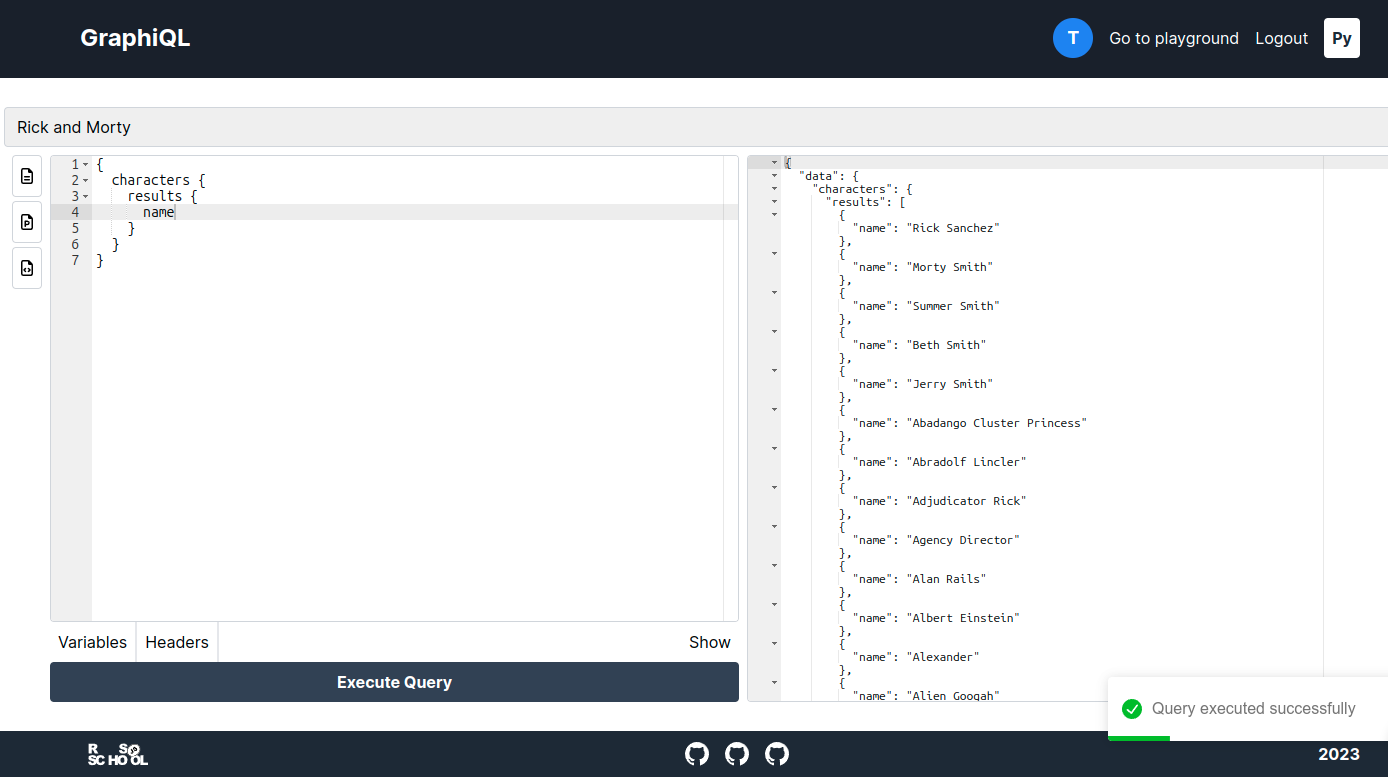 GraphiQL
T Go to playground Logout Py
Rick and Morty
1 {
2 characters {
3 results {
4 name
5 }
6 }
7 }
Variables Headers Show
Execute Query
{
"data": {
"characters": {
"results": [
{
"name": "Rick Sanchez"
},
{
"name": "Morty Smith"
},
{
"name": "Summer Smith"
},
{
"name": "Beth Smith"
},
{
"name": "Jerry Smith"
},
{
"name": "Abadango Cluster Princess"
},
{
"name": "Abradolf Lincler"
},
{
"name": "Adjudicator Rick"
},
{
"name": "Agency Director"
},
{
"name": "Alan Rails"
},
{
"name": "Albert Einstein"
},
{
"name": "Alexander"
},
{
"name": "Alien Googah"
Query executed successfully
R S
SCHOOL
2023